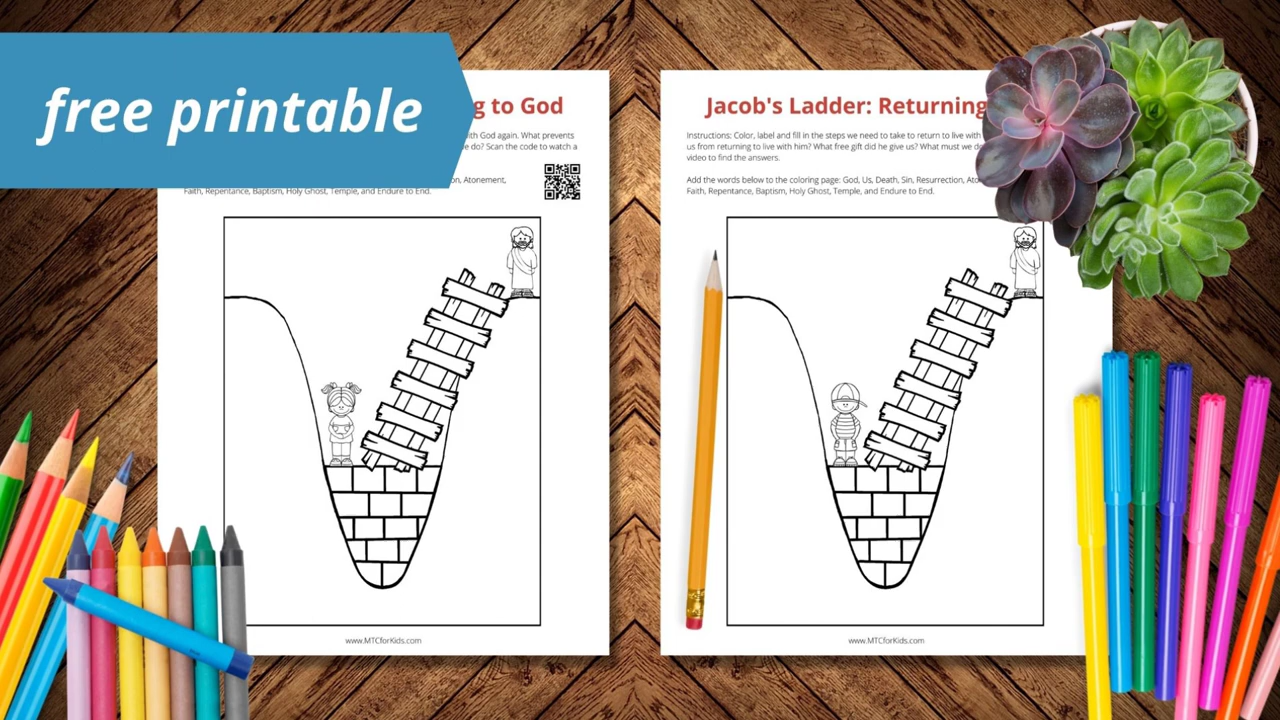 free printable
g to God
ith God again. What prevents
e do? Scan the code to watch a
on, Atonement,
Faith, Repentance, Baptism, Holy Ghost, Temple, and Endure to End.
www.MTCforKids.com
Jacob's Ladder: Returning
Instructions: Color, label and fill in the steps we need to take to return to live with
us from returning to live with him? What free gift did he give us? What must we do
video to find the answers.
Add the words below to the coloring page: God, Us, Death, Sin, Resurrection,
Faith, Repentance, Baptism, Holy Ghost, Temple, and Endure to End.
www.MTCforKids.com